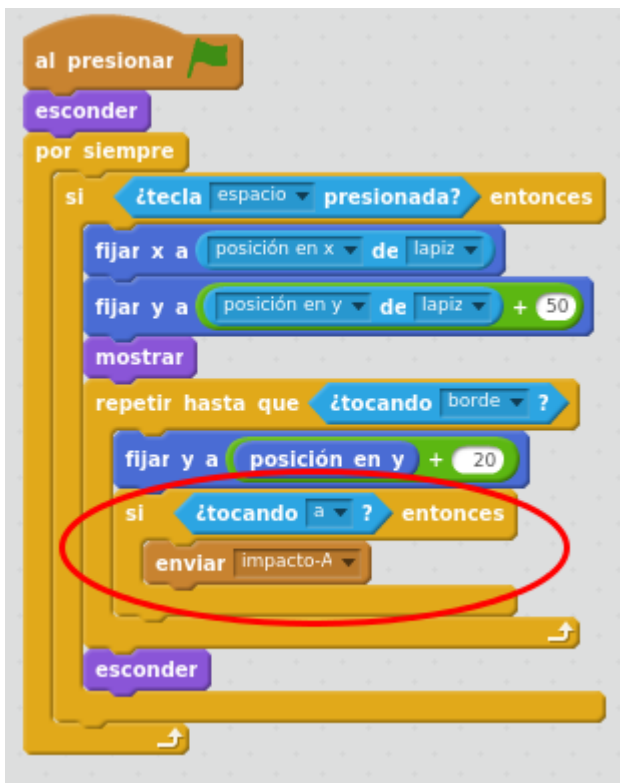 al presionar
esconder
por siempre
si ¿tecla espacio presionada? entonces
fijar x a posición en x de lapiz
fijar y a posición en y de lapiz + 50
mostrar
repetir hasta que ¿tocando borde ?
fijar y a posición en y + 20
si ¿tocando a ? entonces
enviar impacto-A
esconder